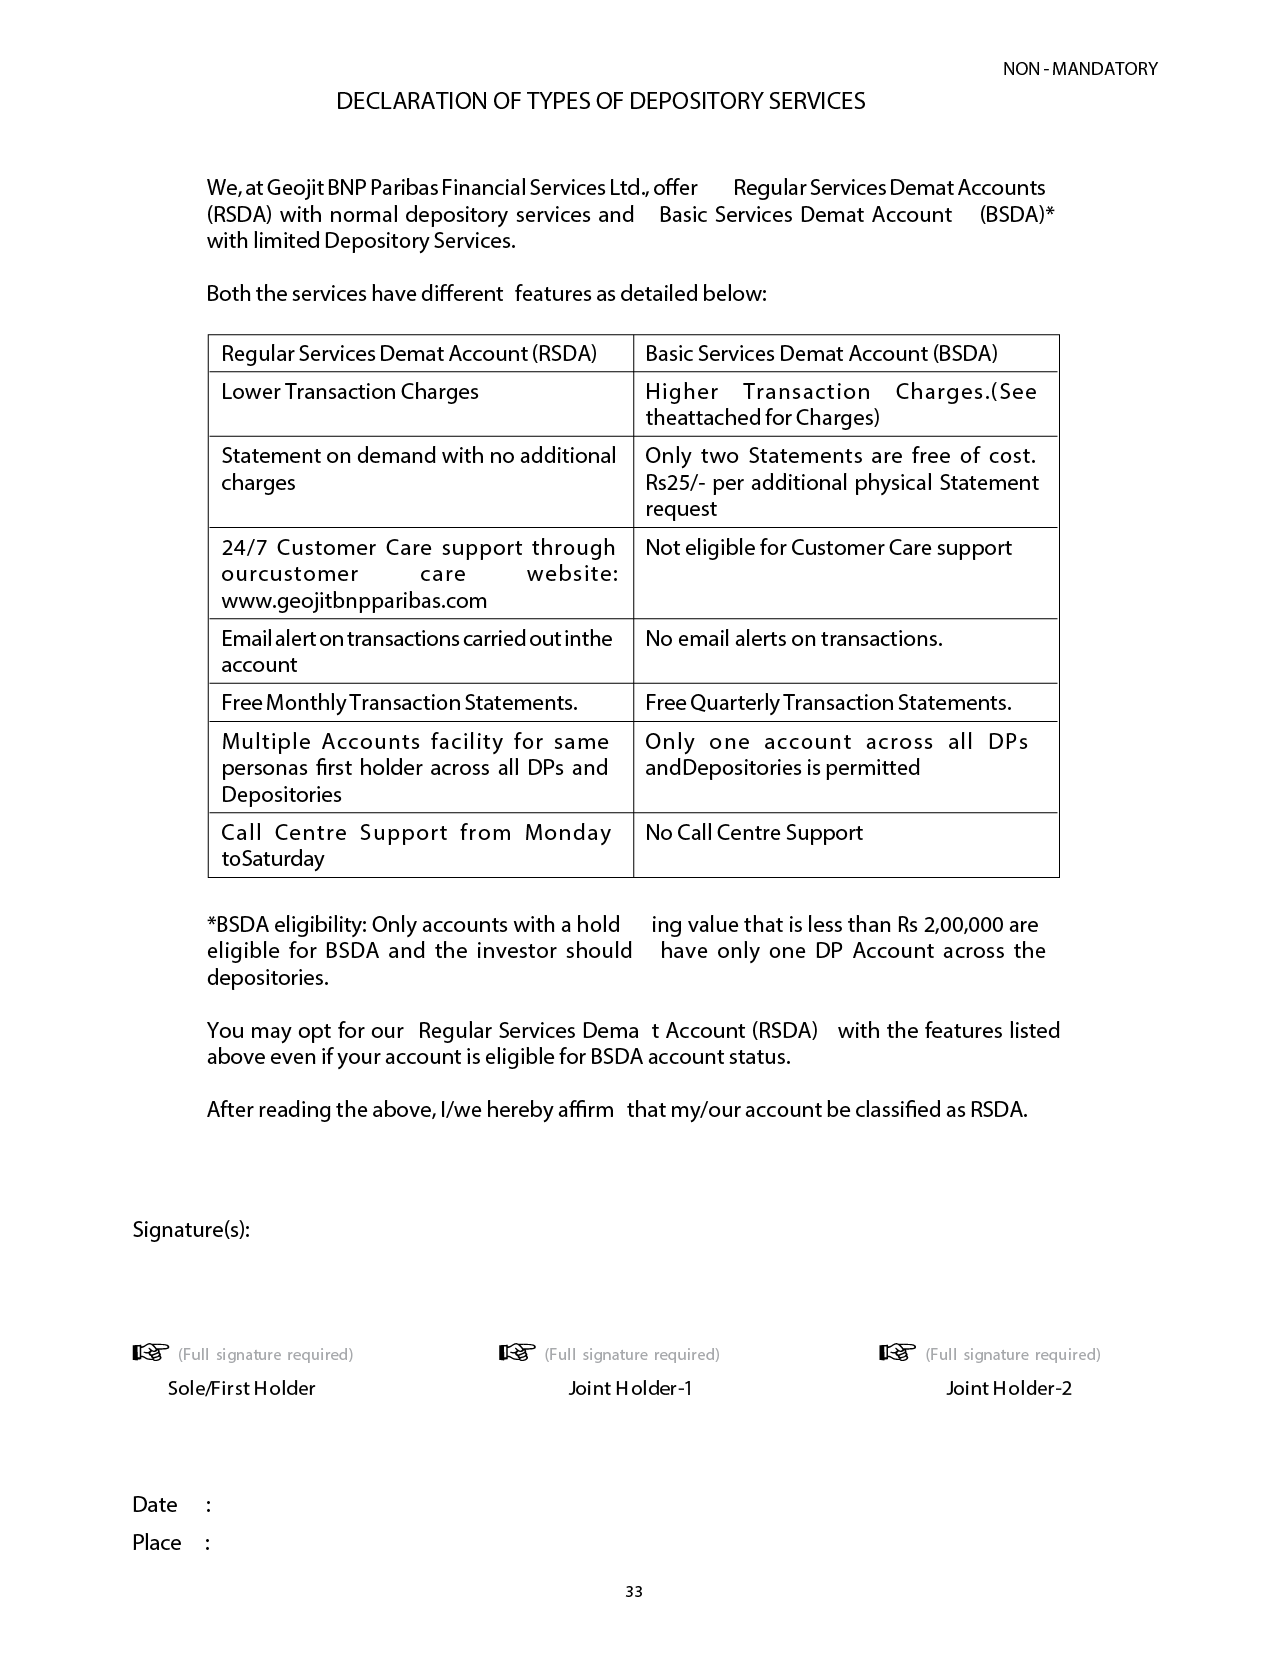 NON - MANDATORY
DECLARATION OF TYPES OF DEPOSITORY SERVICES
We, at Geojit BNP Paribas Financial Services Ltd., offer Regular Services Demat Accounts
(RSDA) with normal depository services and Basic Services Demat Account (BSDA)*
with limited Depository Services.
Both the services have different features as detailed below:
Regular Services Demat Account (RSDA)
Basic Services Demat Account (BSDA)
Lower Transaction Charges
Higher Transaction Charges.(See
theattached for Charges)
Statement on demand with no additional
charges
Only two Statements are free of cost.
Rs25/- per additional physical Statement
request
24/7 Customer Care support through
ourcustomer care website:
www.geojitbnpparibas.com
Not eligible for Customer Care support
Email alert on transactions carried out inthe
account
No email alerts on transactions.
Free Monthly Transaction Statements.
Free Quarterly Transaction Statements.
Multiple Accounts facility for same
personas first holder across all DPs and
Depositories
Only one account across all DPs
andDepositories is permitted
Call Centre Support from Monday
toSaturday
No Call Centre Support
*BSDA eligibility: Only accounts with a hold ing value that is less than Rs 2,00,000 are
eligible for BSDA and the investor should have only one DP Account across the
depositories.
You may opt for our Regular Services Dema t Account (RSDA) with the features listed
above even if your account is eligible for BSDA account status.
After reading the above, I/we hereby affirm that my/our account be classified as RSDA.
Signature(s):
☞ (Full signature required) ☞ (Full signature required) ☞ (Full signature required)
Sole/First Holder Joint Holder-1 Joint Holder-2
Date :
Place :
33